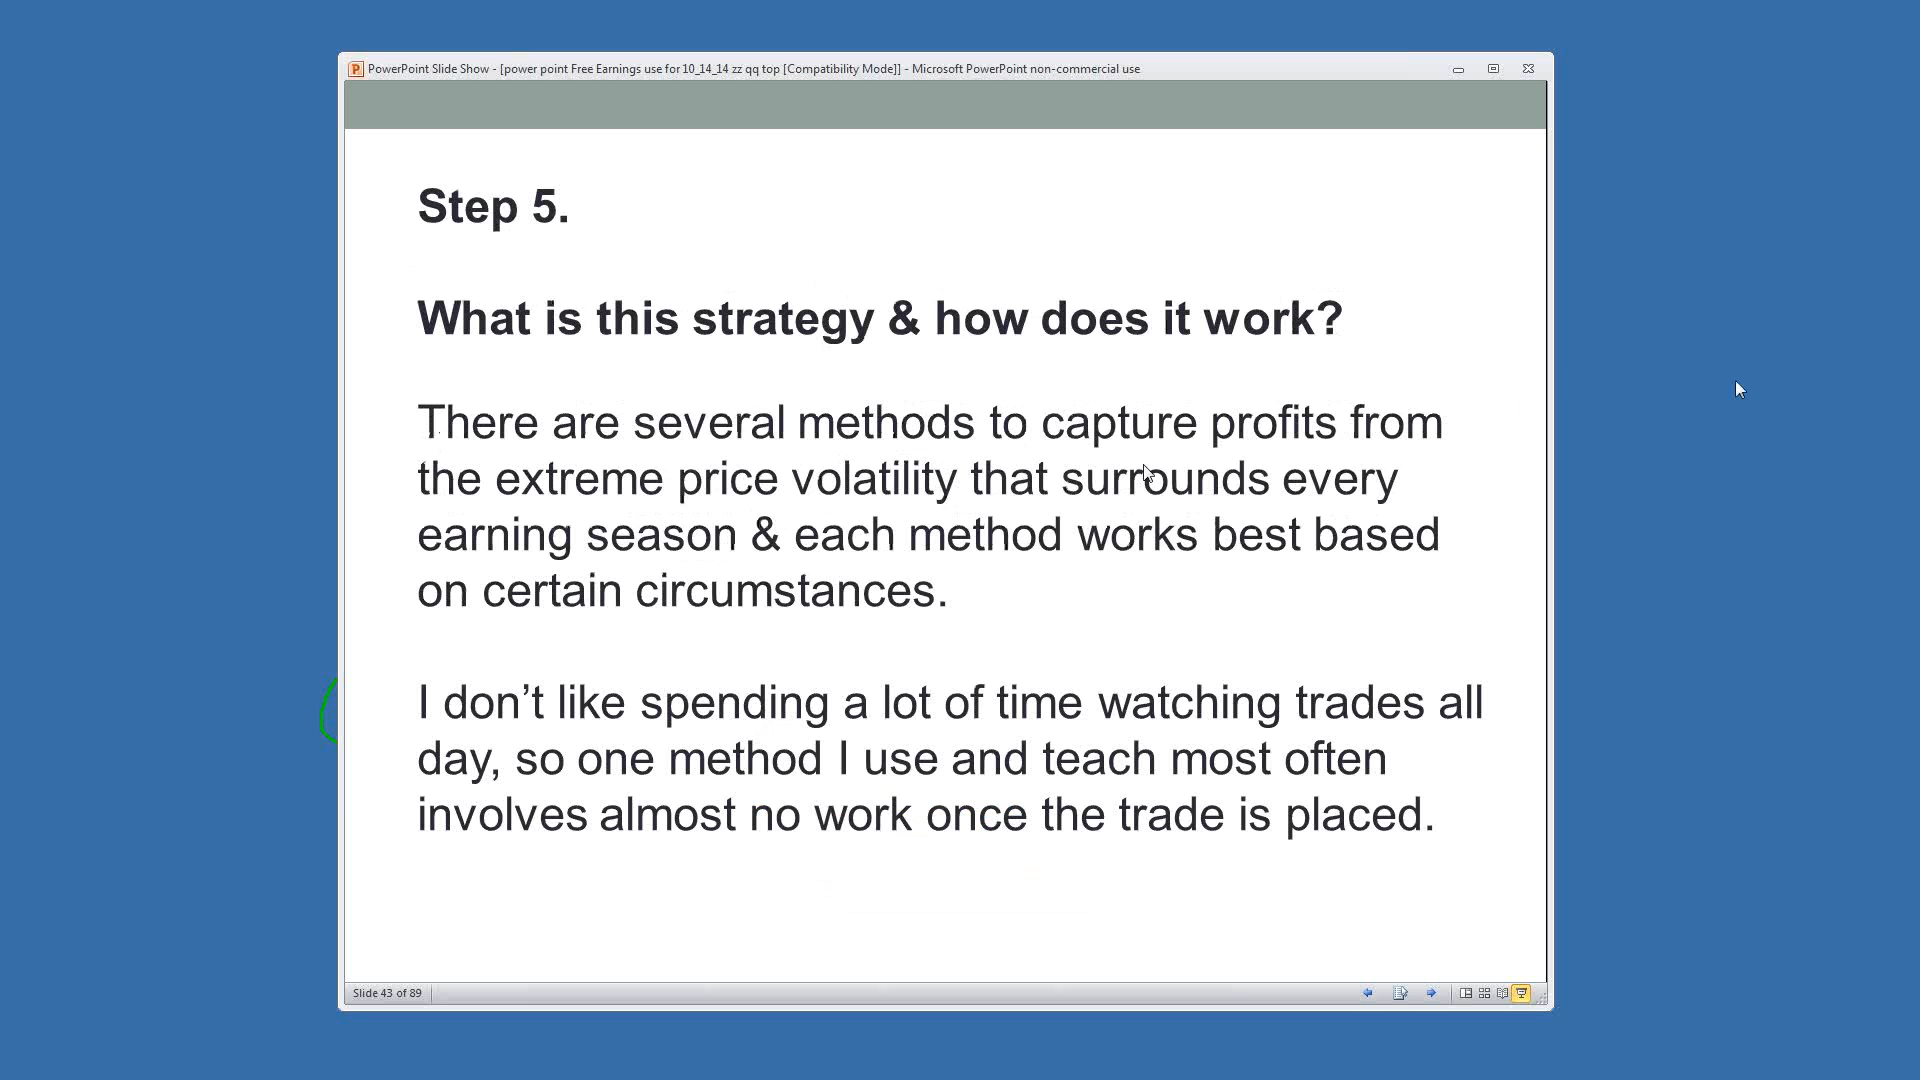 PowerPoint Slide Show - [power point Free Earnings use for 10_14_14 zz qq top [Compatibility Mode]] - Microsoft PowerPoint non-commercial use
Step 5.
What is this strategy & how does it work?
There are several methods to capture profits from
the extreme price volatility that surrounds every
earning season & each method works best based
on certain circumstances.
I don’t like spending a lot of time watching trades all
day, so one method I use and teach most often
involves almost no work once the trade is placed.
Slide 43 of 89